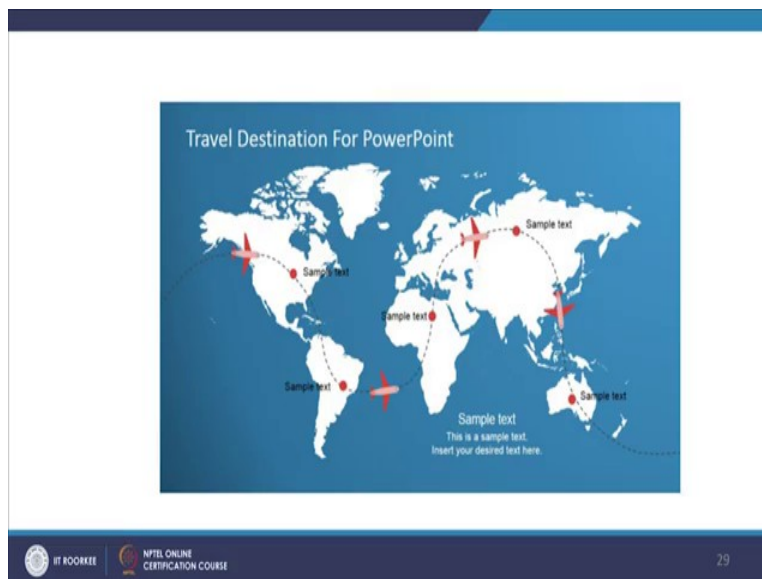 Travel Destination For PowerPoint
Sample text
Sample text
Sample text
Sample text
Sample text
Sample text
This is a sample text.
Insert your desired text here.
IIT ROORKEE
NPTEL ONLINE
CERTIFICATION COURSE
29